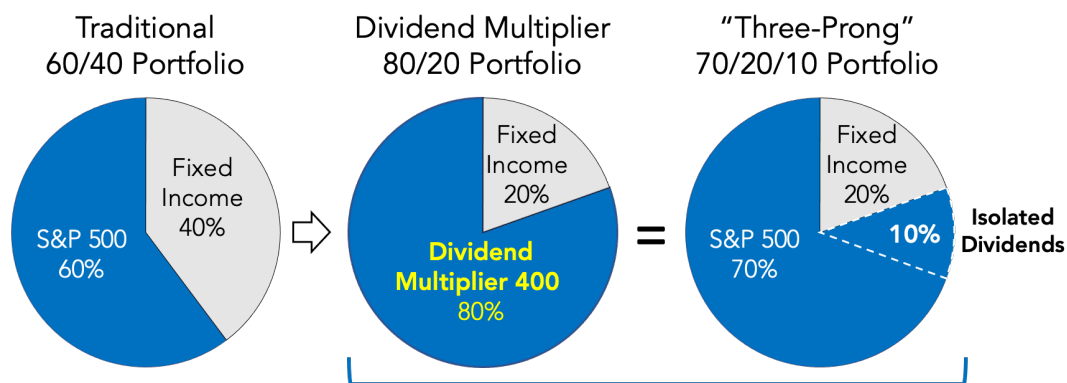 Traditional
60/40 Portfolio
Fixed
Income
40%
S&P 500
60%
Dividend Multiplier
80/20 Portfolio
Fixed
Income
20%
Dividend
Multiplier 400
80%
=
“Three-Prong”
70/20/10 Portfolio
Fixed
Income
20%
S&P 500
70%
10%
Isolated
Dividends